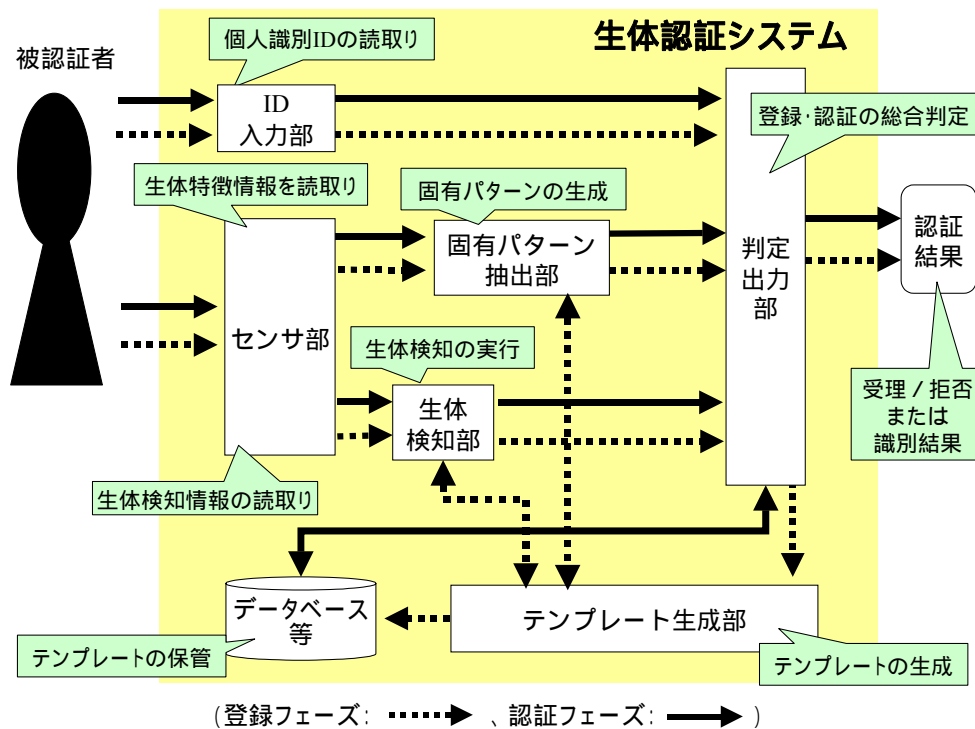 生体認証システム
被認証者
個人識別IDの読取り
ID
入力部
登録・認証の総合判定
生体特徴情報を読取り
固有パターンの生成
固有パターン
抽出部
判定
出力
部
認証
結果
センサ部
生体検知の実行
生体
検知部
受理／拒否
または
識別結果
生体検知情報の読取り
データベース
等
テンプレート生成部
テンプレートの保管
テンプレートの生成
（登録フェーズ： 、認証フェーズ： ）